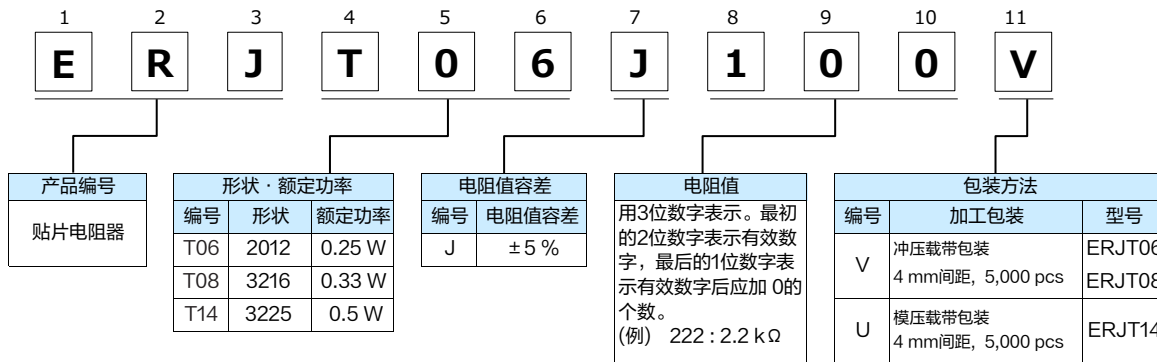 1 2 3 4 5 6 7 8 9 10 11
E R J T 0 6 J 1 0 0 V
产品编号
贴片电阻器
形状 · 额定功率
编号 形状 额定功率
T06 2012 0.25 W
T08 3216 0.33 W
T14 3225 0.5 W
电阻值容差
编号 电阻值容差
J ±5 %
电阻值
用3位数字表示。最初
的2位数字表示有效数
字，最后的1位数字表
示有效数字后应加 0的
个数。
(例) 222 : 2.2 kΩ
包装方法
编号 加工包装 型号
V 冲压载带包装 ERJT06
4 mm间距, 5,000 pcs ERJT08
U 模压载带包装 ERJT14
4 mm间距, 5,000 pcs